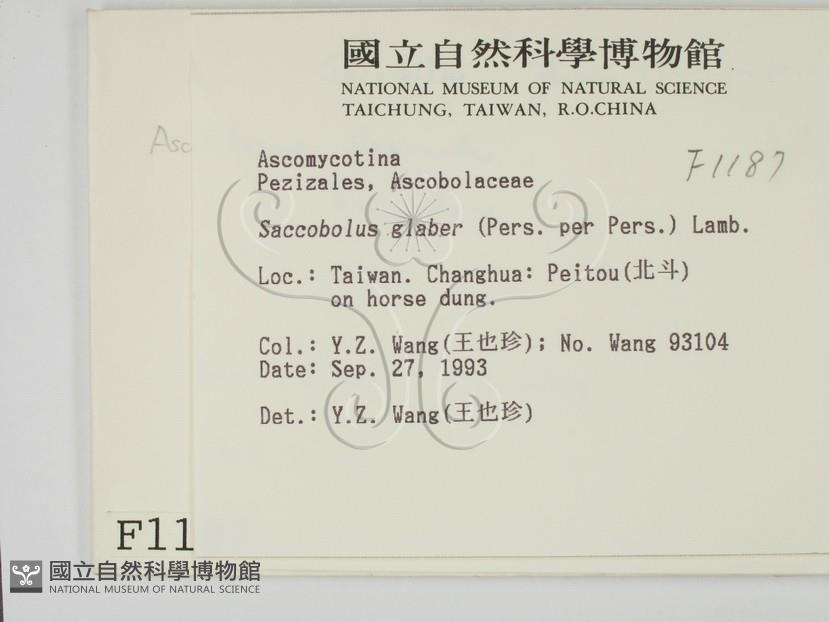 國立自然科學博物館
NATIONAL MUSEUM OF NATURAL SCIENCE
TAICHUNG, TAIWAN, R.O.CHINA
Asc
Ascomycotina
F1187
Pezizales, Ascobolaceae
Saccobolus glaber (Pers. per Pers.) Lamb.
Loc.: Taiwan. Changhua: Peitou(北斗)
on horse dung.
Col.: Y.Z. Wang(王也珍); No. Wang 93104
Date: Sep. 27, 1993
Det.: Y.Z. Wang(王也珍)
F11
國立自然科學博物館
NATIONAL MUSEUM OF NATURAL SCIENCE